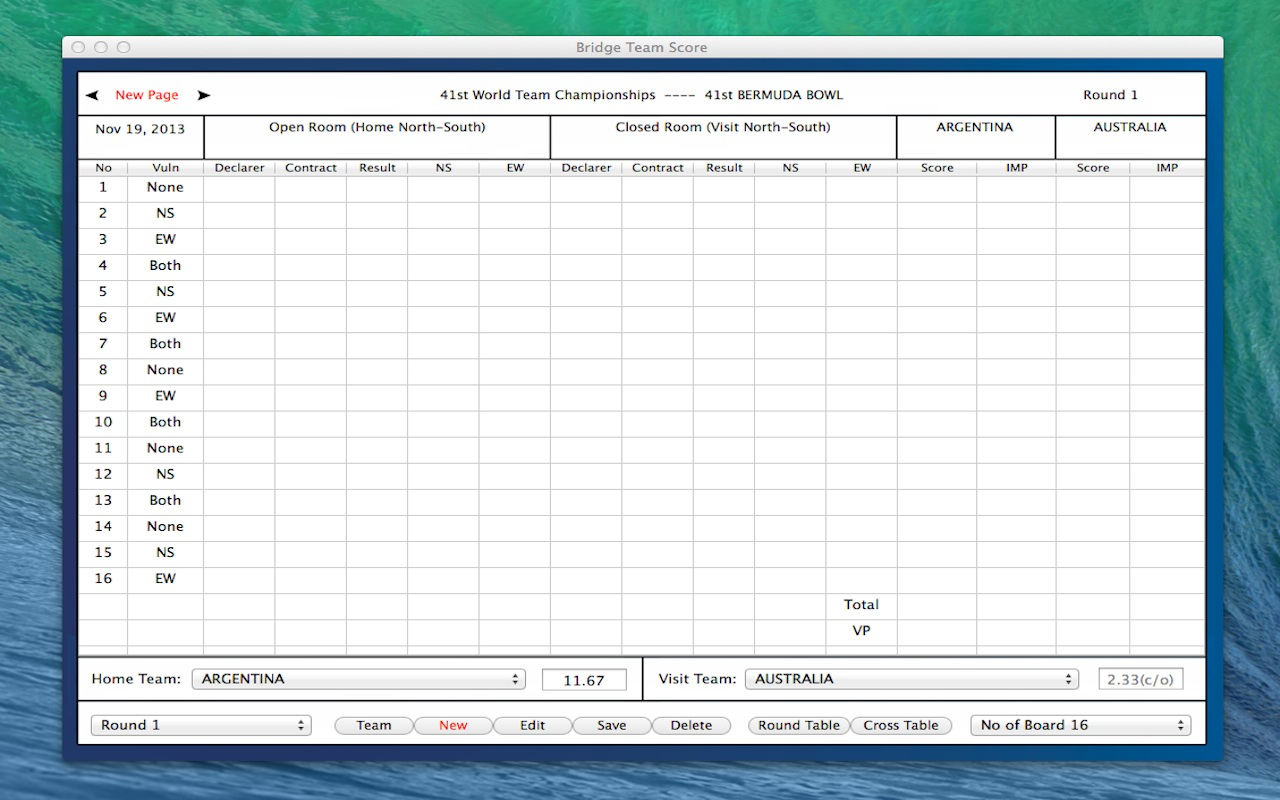 Bridge Team Score
New Page 41st World Team Championships ---- 41st BERMUDA BOWL Round 1
Nov 19, 2013 Open Room (Home North-South) Closed Room (Visit North-South) ARGENTINA AUSTRALIA
No Vuln Declarer Contract Result NS EW Declarer Contract Result NS EW Score IMP Score IMP
1 None
2 NS
3 EW
4 Both
5 NS
6 EW
7 Both
8 None
9 EW
10 Both
11 None
12 NS
13 Both
14 None
15 NS
16 EW
Total
VP
Home Team: ARGENTINA 11.67 Visit Team: AUSTRALIA 2.33(c/o)
Round 1 Team New Edit Save Delete Round Table Cross Table No of Board 16